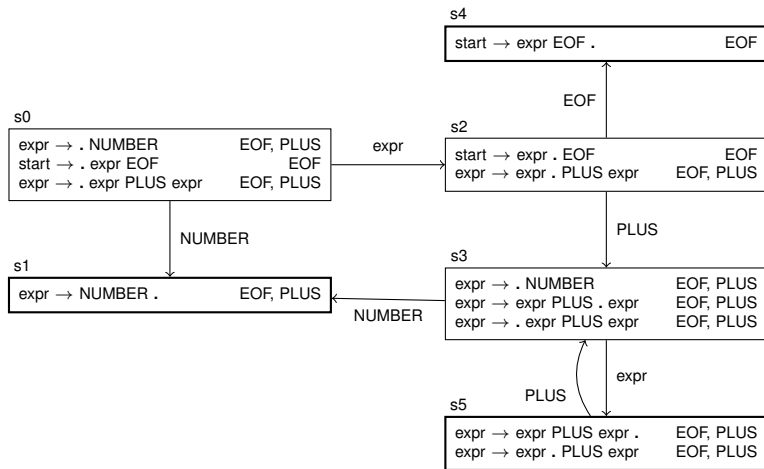 s4
start → expr EOF . EOF
EOF
s0
expr → . NUMBER EOF, PLUS
start → . expr EOF EOF
expr → . expr PLUS expr EOF, PLUS
expr
s2
start → expr . EOF EOF
expr → expr . PLUS expr EOF, PLUS
NUMBER
PLUS
s1
expr → NUMBER . EOF, PLUS
NUMBER
s3
expr → . NUMBER EOF, PLUS
expr → expr PLUS . expr EOF, PLUS
expr → . expr PLUS expr EOF, PLUS
PLUS
expr
s5
expr → expr PLUS expr . EOF, PLUS
expr → expr . PLUS expr EOF, PLUS